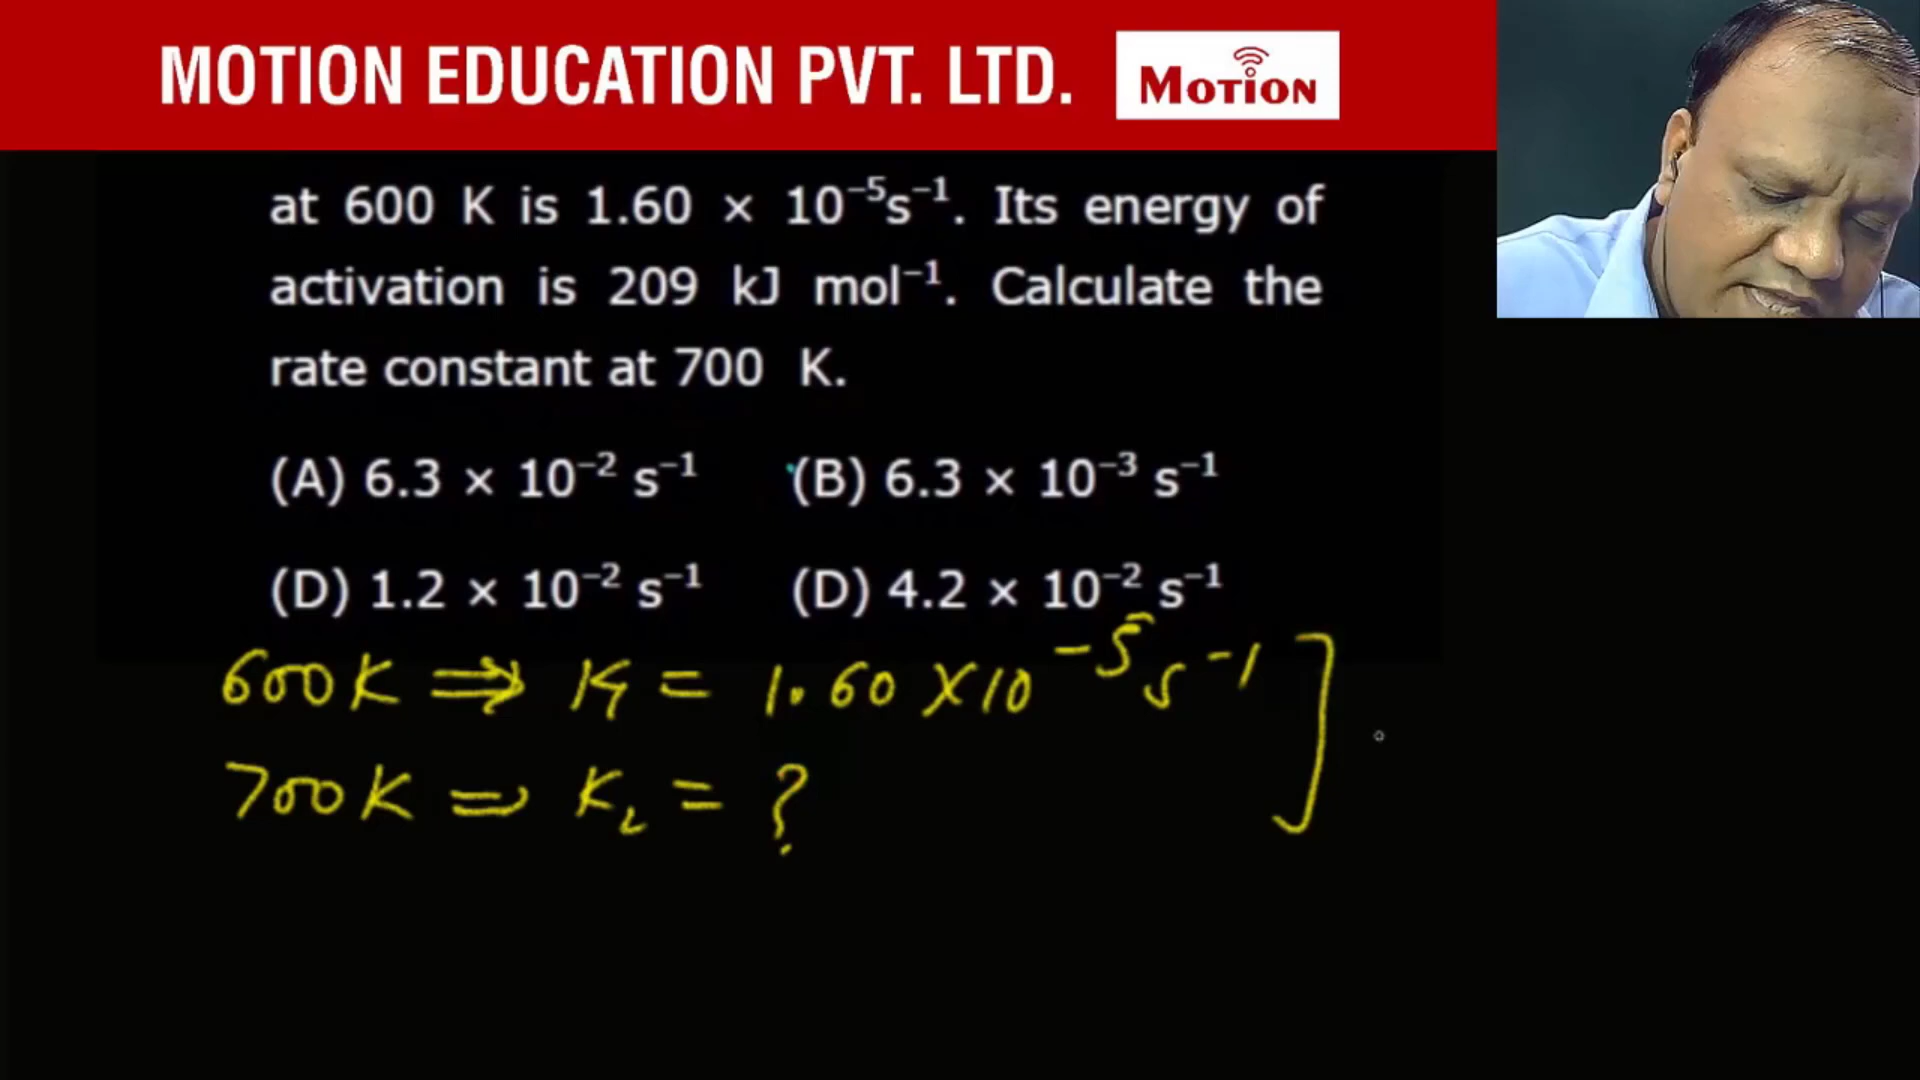 MOTION EDUCATION PVT. LTD.
MOTION
at 600 K is 1.60 × 10⁻⁵s⁻¹. Its energy of
activation is 209 kJ mol⁻¹. Calculate the
rate constant at 700 K.
(A) 6.3 × 10⁻² s⁻¹ (B) 6.3 × 10⁻³ s⁻¹
(D) 1.2 × 10⁻² s⁻¹ (D) 4.2 × 10⁻² s⁻¹
600K ⇒ K₁ = 1.60 × 10⁻⁵ s⁻¹ ]
700K ⇒ K₂ = ?